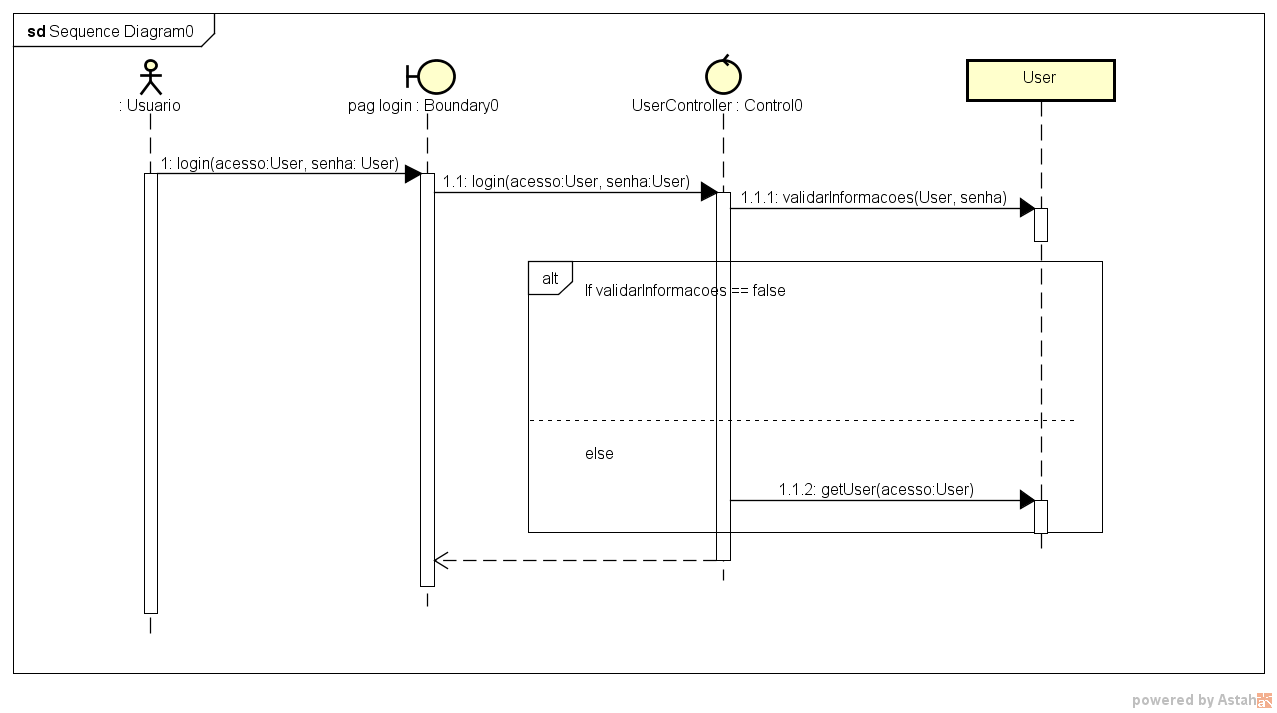 sd Sequence Diagram0
: Usuario
pag login : Boundary0
UserController : Control0
User
1: login(acesso:User, senha: User)
1.1: login(acesso:User, senha:User)
1.1.1: validarInformacoes(User, senha)
alt
If validarInformacoes == false
else
1.1.2: getUser(acesso:User)
powered by Astah